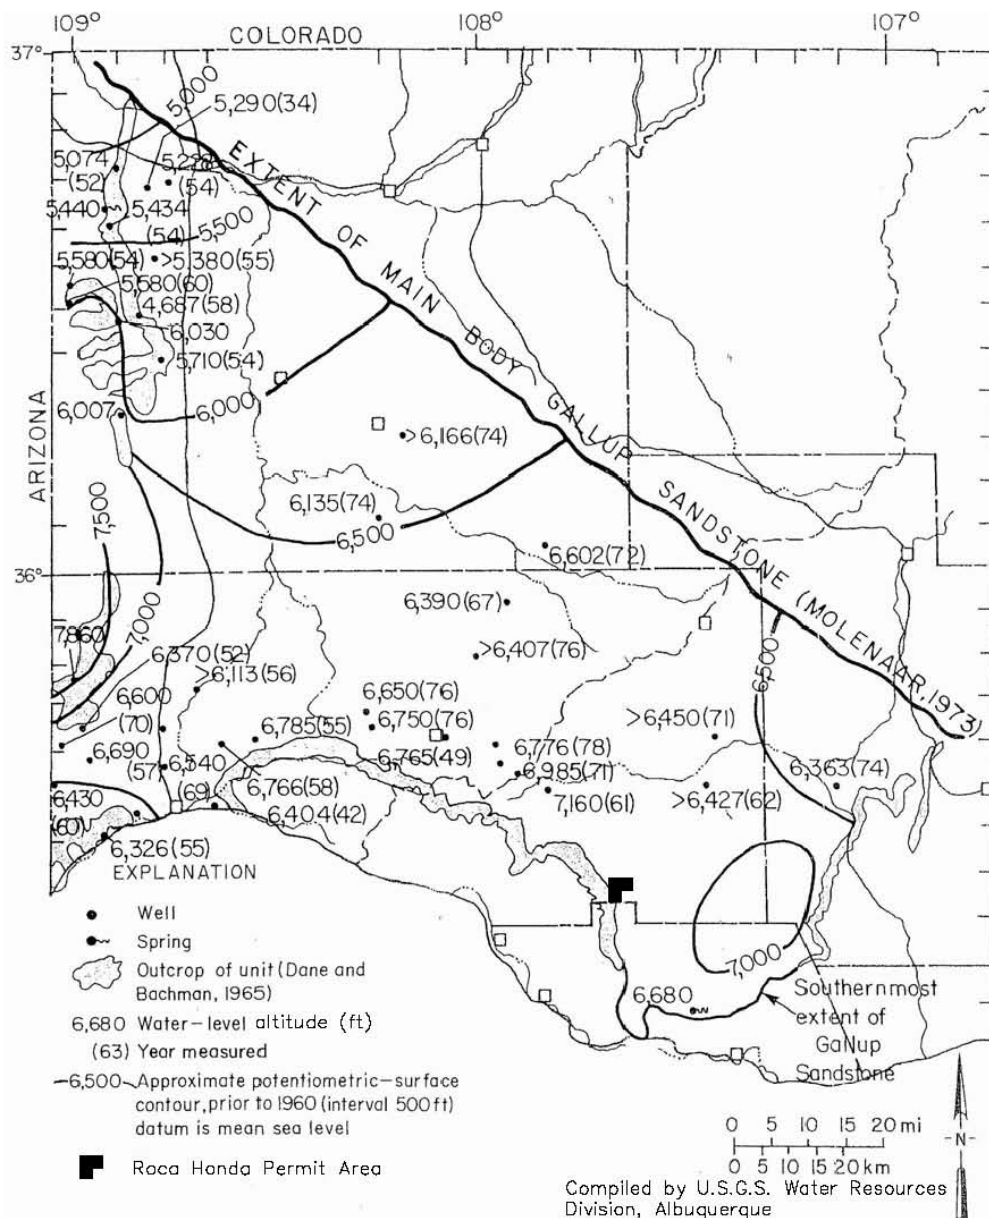 109°
108°
107°
COLORADO
37°
5,000
5,290(34)
5,074
(52)
(54)
5,440
5,434
(54)
5,500
5,580(54)
>5,380(55)
5,580(60)
4,687(58)
6,030
5,710(54)
6,007
6,000
EXTENT OF MAIN BODY GALLUP SANDSTONE (MOLENAAR, 1973)
ARIZONA
>6,166(74)
6,135(74)
6,500
7,500
36°
6,602(72)
6,390(67)
7,860
7,000
6,370(52)
>6,113(56)
>6,407(76)
6,500
6,600
(70)
6,650(76)
6,785(55)
6,750(76)
>6,450(71)
6,690
(57)
6,540
(69)
6,765(49)
6,776(78)
6,985(71)
6,363(74)
6,430
6,766(58)
7,160(61)
>6,427(62)
6,404(42)
6,326(55)
EXPLANATION
Well
Spring
Outcrop of unit (Dane and
Bachman, 1965)
6,680 Water-level altitude (ft)
(63) Year measured
6,500 Approximate potentiometric-surface
contour, prior to 1960 (interval 500 ft)
datum is mean sea level
Roca Honda Permit Area
7,000
6,680
Southernmost
extent of
Gallup
Sandstone
0 5 10 15 20 mi
0 5 10 15 20 km
-N-
Compiled by U.S.G.S. Water Resources
Division, Albuquerque